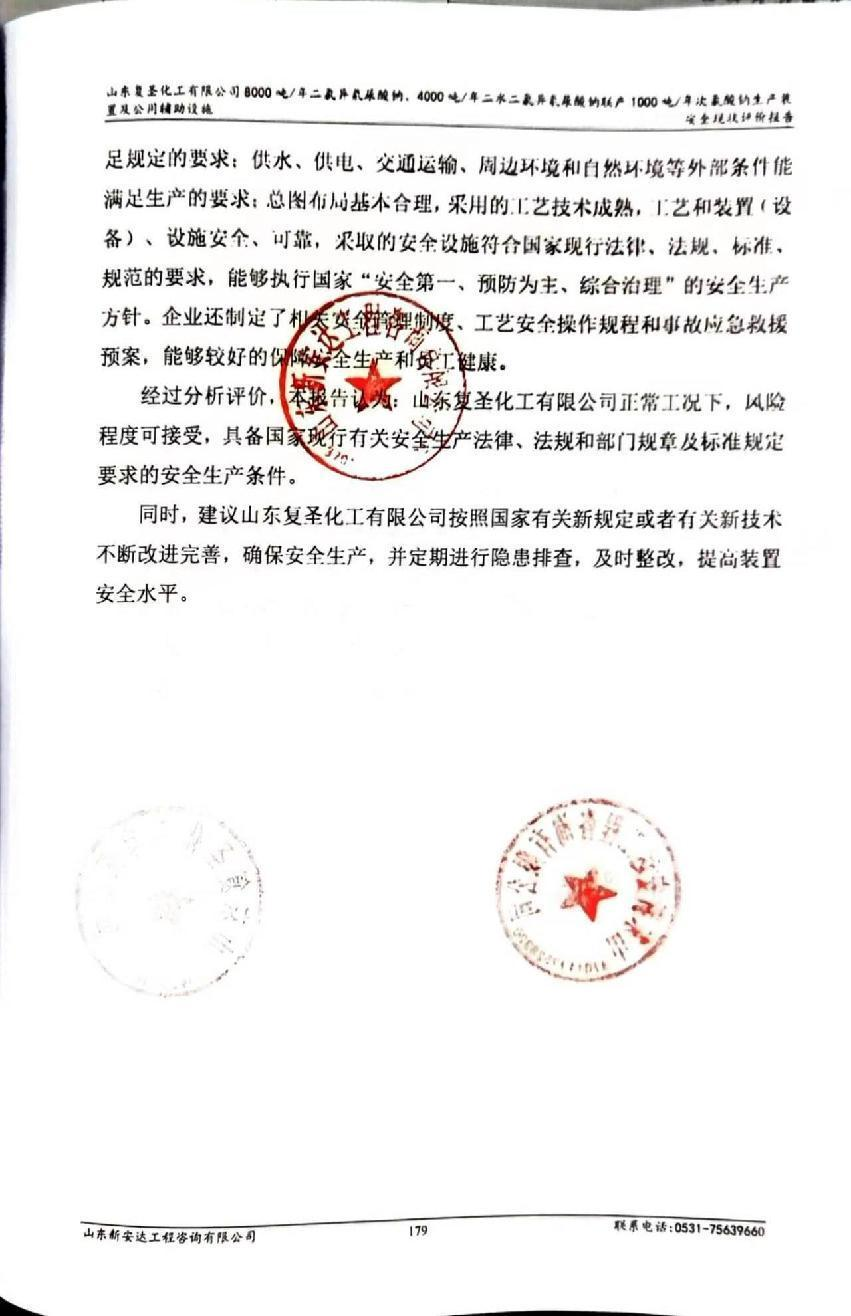 山东复圣化工有限公司8000吨/年二氯异氰尿酸钠、4000吨/年二水二氯异氰尿酸钠联产1000吨/年次氯酸钠生产装
置及公用辅助设施
安全现状评价报告
足规定的要求；供水、供电、交通运输、周边环境和自然环境等外部条件能
满足生产的要求；总图布局基本合理，采用的工艺技术成熟，工艺和装置（设
备）、设施安全、可靠，采取的安全设施符合国家现行法律、法规、标准、
规范的要求，能够执行国家“安全第一、预防为主、综合治理”的安全生产
方针。企业还制定了相关安全管理制度、工艺安全操作规程和事故应急救援
预案，能够较好的保障安全生产和员工健康。
经过分析评价，本报告认为：山东复圣化工有限公司正常工况下，风险
程度可接受，具备国家现行有关安全生产法律、法规和部门规章及标准规定
要求的安全生产条件。
同时，建议山东复圣化工有限公司按照国家有关新规定或者有关新技术
不断改进完善，确保安全生产，并定期进行隐患排查，及时整改，提高装置
安全水平。
山东新安达工程咨询有限公司
山东新安达工程咨询有限公司
179
联系电话:0531-75639660